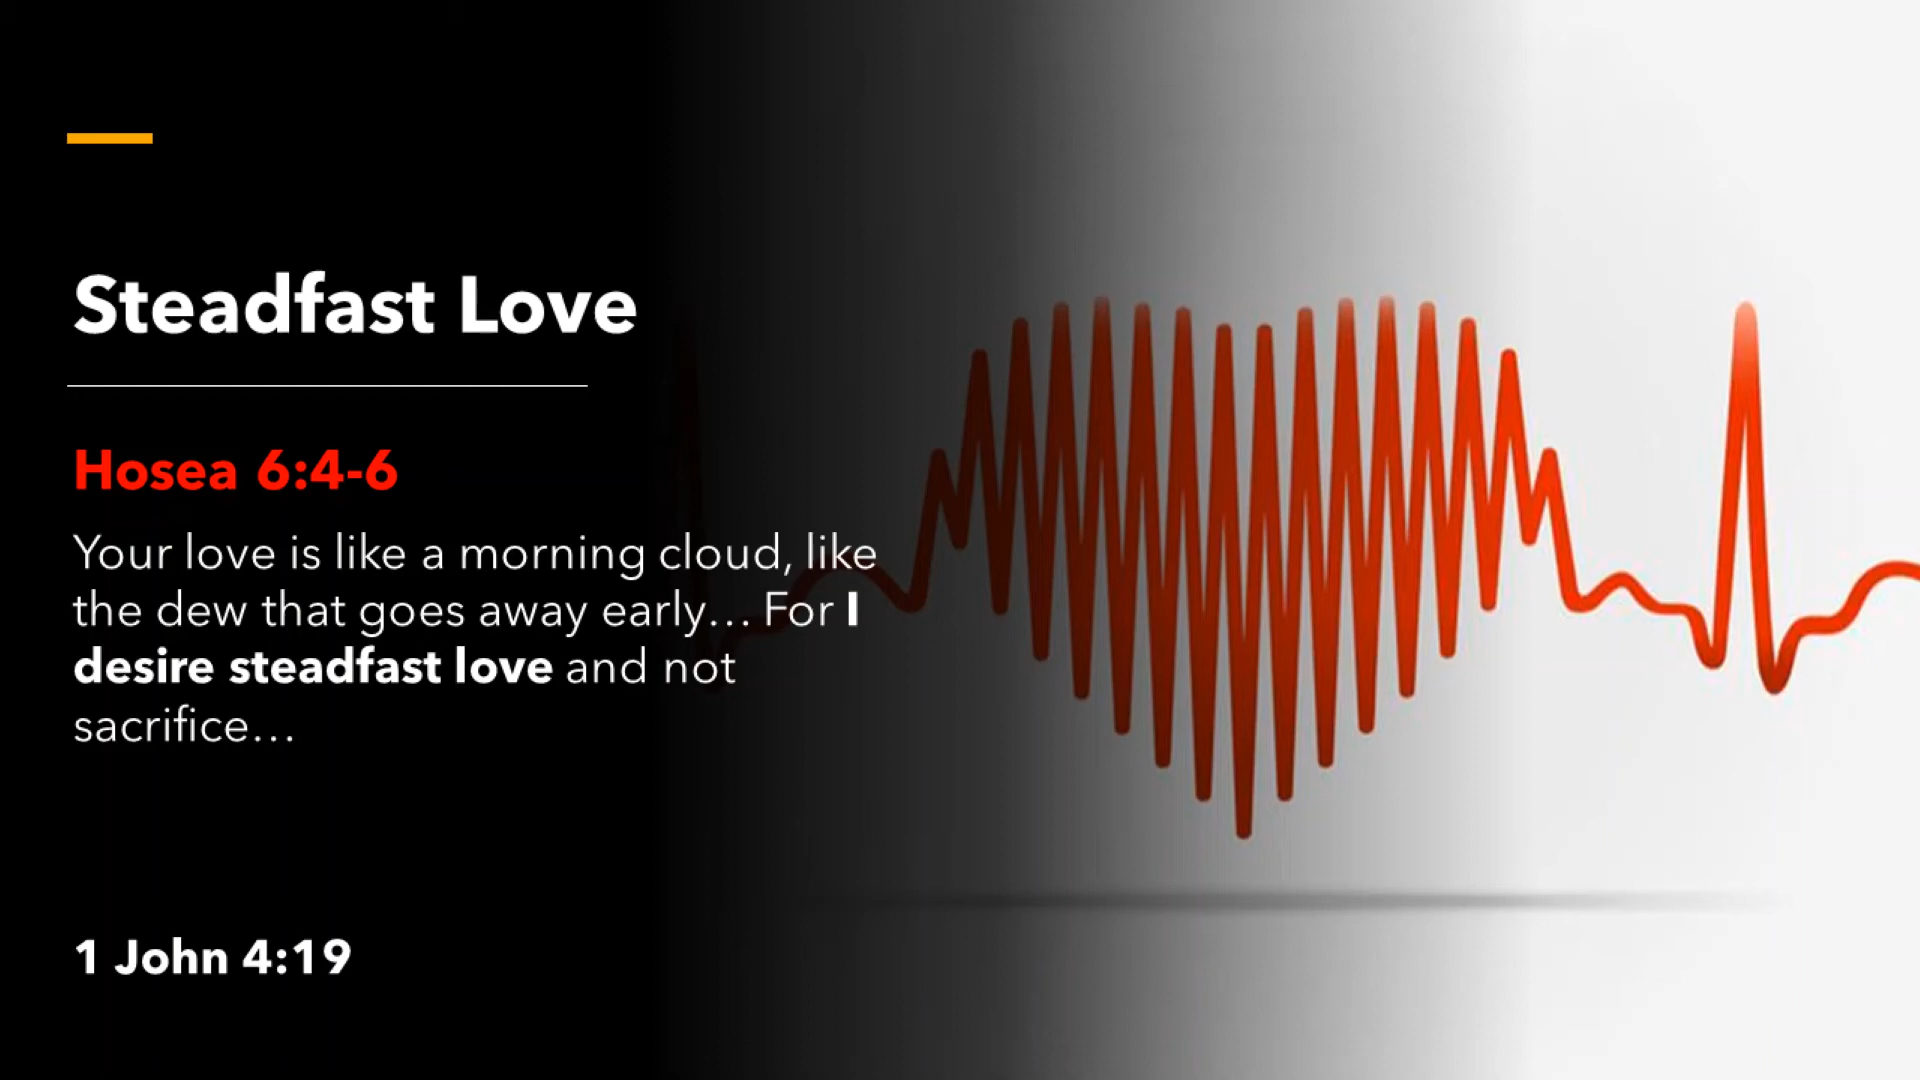 Steadfast Love
Hosea 6:4-6
Your love is like a morning cloud, like
the dew that goes away early… For I
desire steadfast love and not
sacrifice…
1 John 4:19